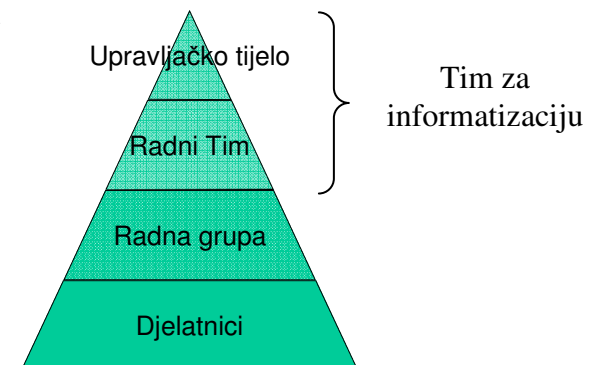 Upravljačko tijelo
Tim za
informatizaciju
Radni Tim
Radna grupa
Djelatnici